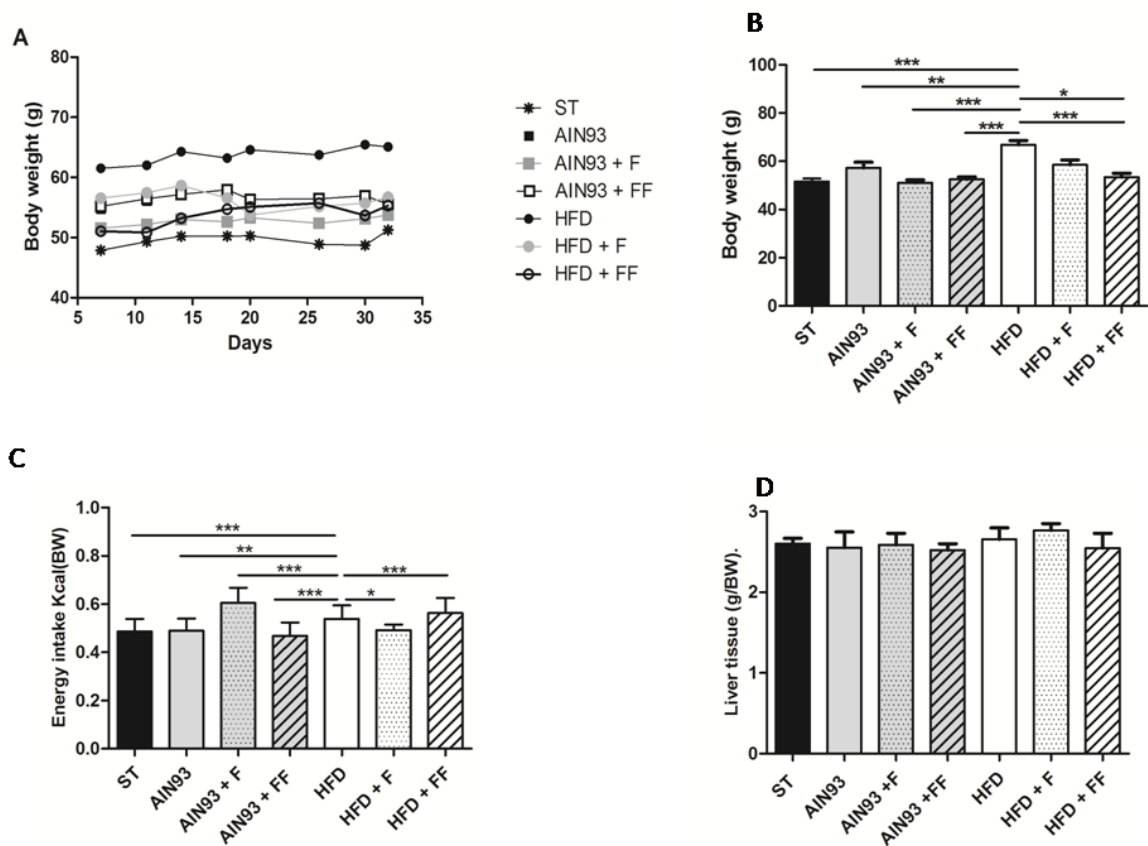 A
Body weight (g)
80
70
60
50
40
5 10 15 20 25 30 35
Days
ST
AIN93
AIN93 + F
AIN93 + FF
HFD
HFD + F
HFD + FF
B
Body weight (g)
100
80
60
40
20
0
***
**
***
***
*
***
ST
AIN93
AIN93 + F
AIN93 + FF
HFD
HFD + F
HFD + FF
C
Energy intake Kcal(BW)
1.0
0.8
0.6
0.4
0.2
0.0
***
**
*** ***
*** *
ST
AIN93
AIN93 + F
AIN93 + FF
HFD
HFD + F
HFD + FF
D
Liver tissue (g/BW).
3
2
1
0
ST
AIN93
AIN93 +F
AIN93 +FF
HFD
HFD + F
HFD + FF